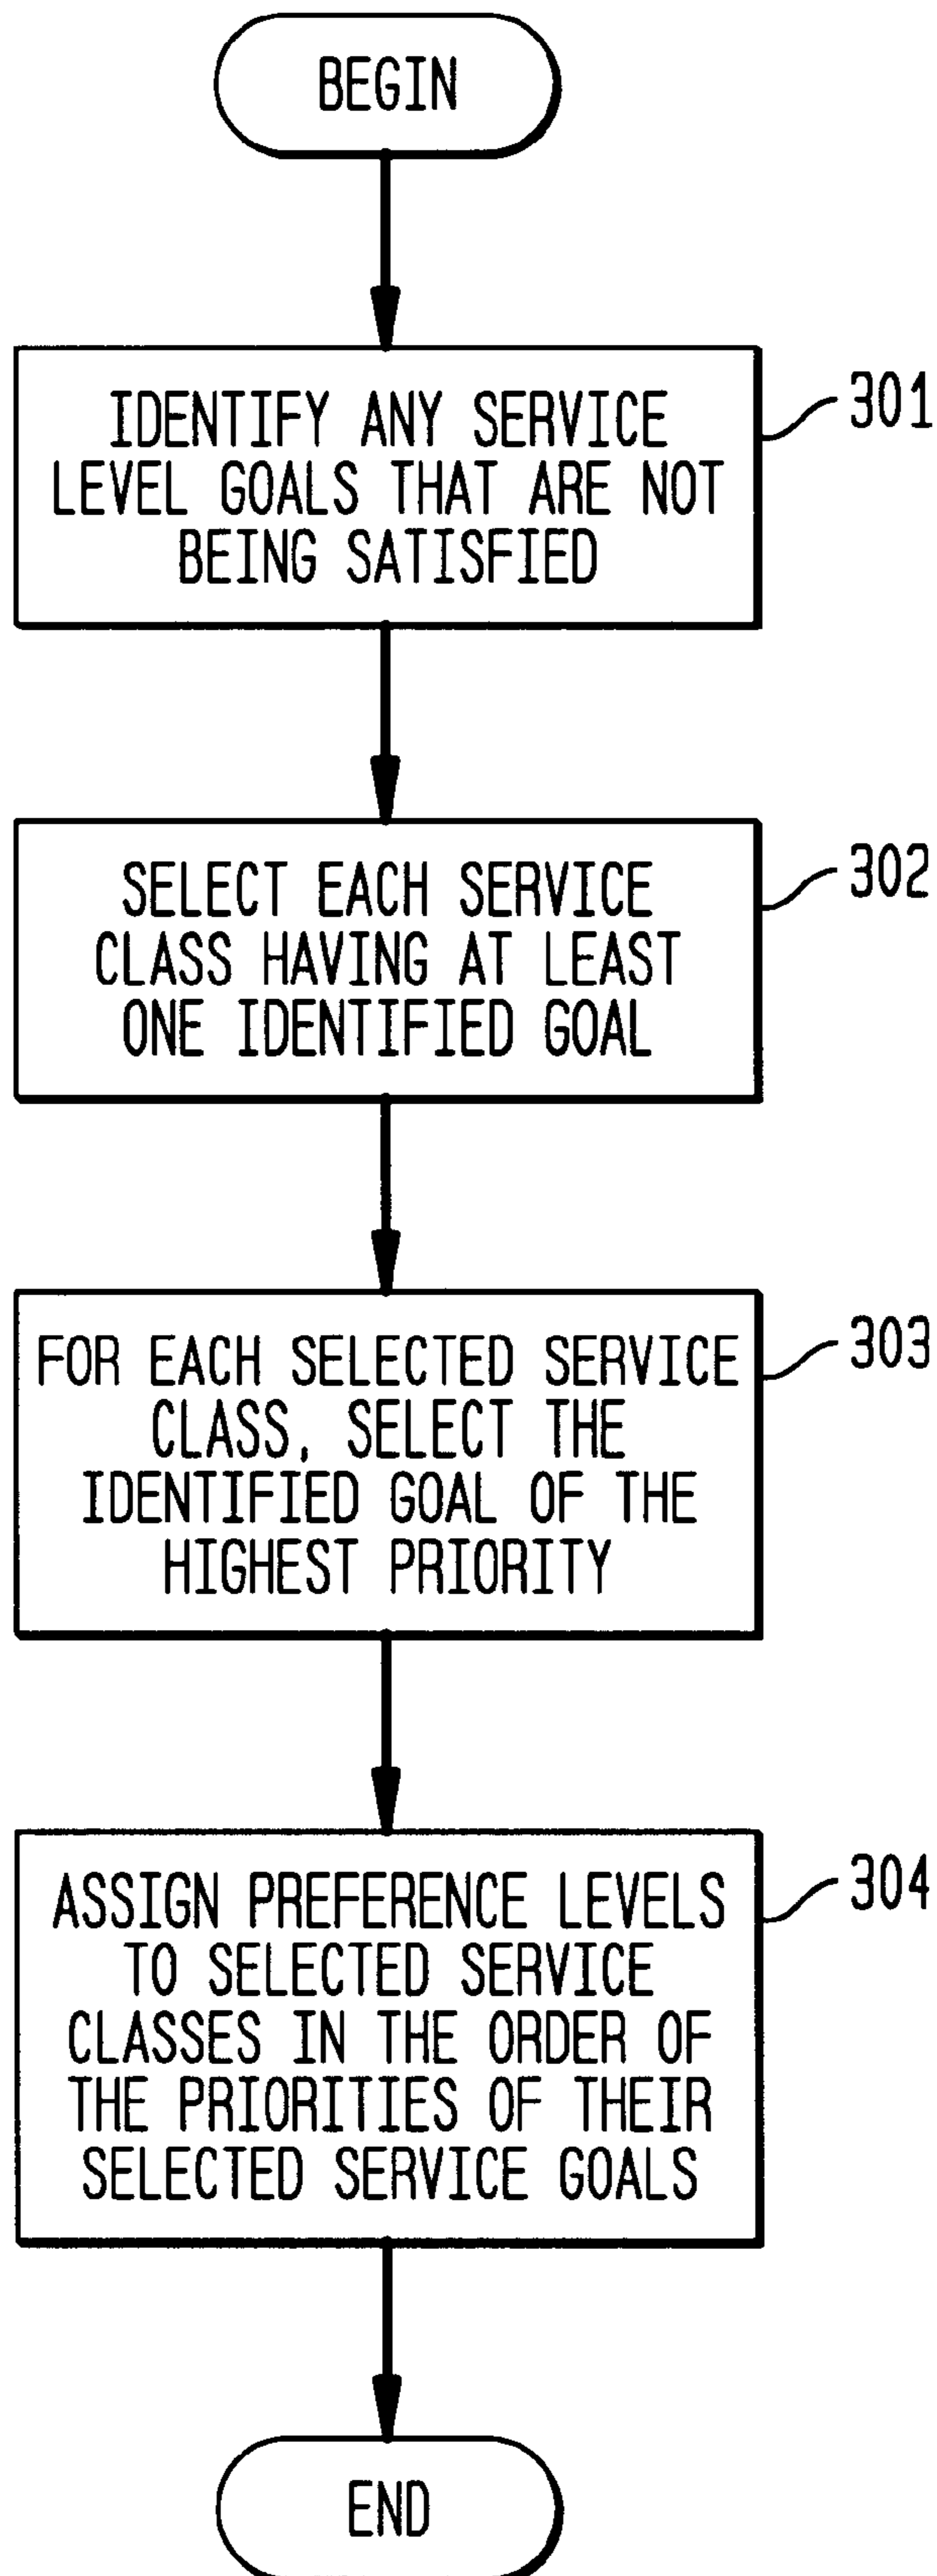 BEGIN
IDENTIFY ANY SERVICE
LEVEL GOALS THAT ARE NOT
BEING SATISFIED
301
SELECT EACH SERVICE
CLASS HAVING AT LEAST
ONE IDENTIFIED GOAL
302
FOR EACH SELECTED SERVICE
CLASS, SELECT THE
IDENTIFIED GOAL OF THE
HIGHEST PRIORITY
303
ASSIGN PREFERENCE LEVELS
TO SELECTED SERVICE
CLASSES IN THE ORDER OF
THE PRIORITIES OF THEIR
SELECTED SERVICE GOALS
304
END